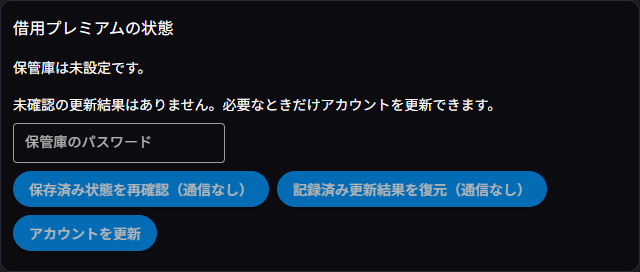 借用プレミアムの状態
保管庫は未設定です。
未確認の更新結果はありません。必要なときだけアカウントを更新できます。
保管庫のパスワード
保存済み状態を再確認（通信なし）
記録済み更新結果を復元（通信なし）
アカウントを更新